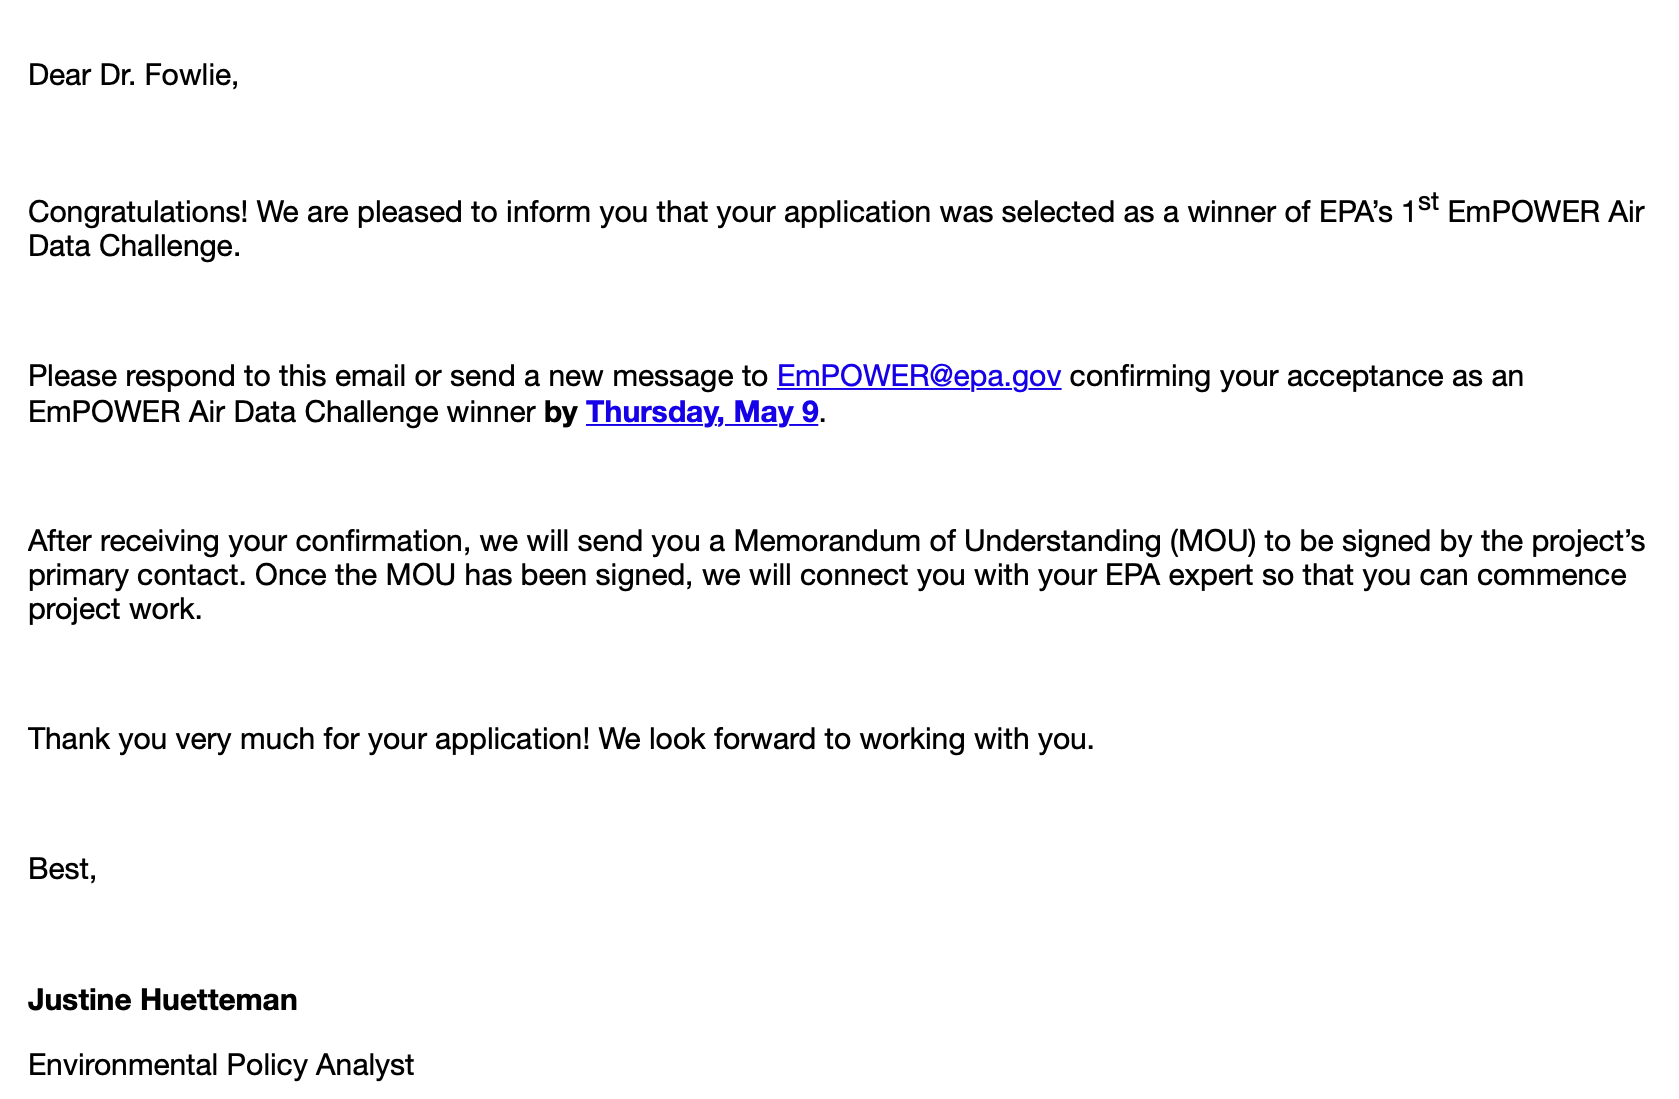 Dear Dr. Fowlie,
Congratulations! We are pleased to inform you that your application was selected as a winner of EPA’s 1st EmPOWER Air
Data Challenge.
Please respond to this email or send a new message to EmPOWER@epa.gov confirming your acceptance as an
EmPOWER Air Data Challenge winner by Thursday, May 9.
After receiving your confirmation, we will send you a Memorandum of Understanding (MOU) to be signed by the project’s
primary contact. Once the MOU has been signed, we will connect you with your EPA expert so that you can commence
project work.
Thank you very much for your application! We look forward to working with you.
Best,
Justine Huetteman
Environmental Policy Analyst